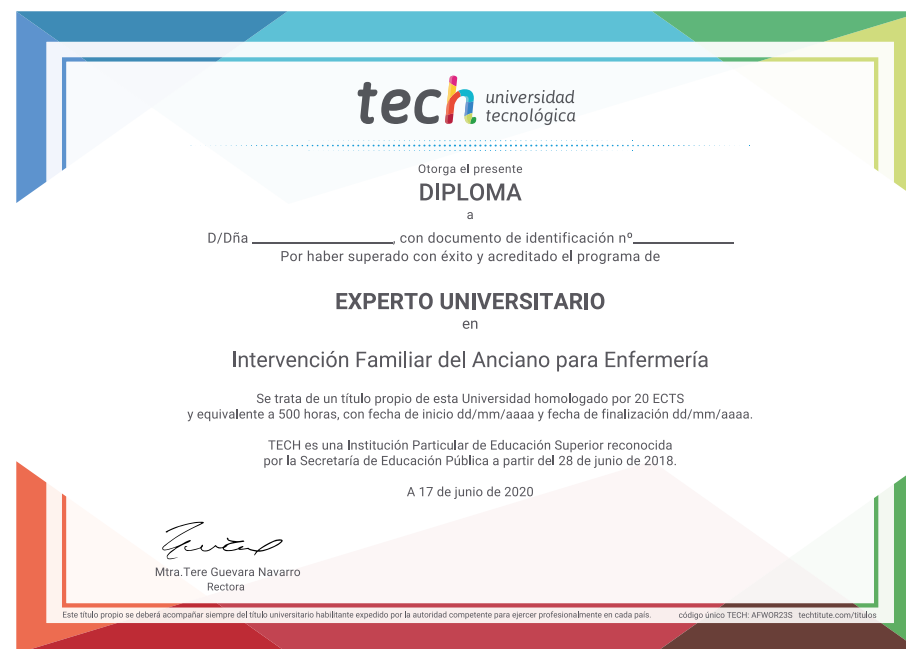 tech universidad
tecnológica
Otorga el presente
DIPLOMA
a
D/Dña ____________, con documento de identificación nº____________
Por haber superado con éxito y acreditado el programa de
EXPERTO UNIVERSITARIO
en
Intervención Familiar del Anciano para Enfermería
Se trata de un título propio de esta Universidad homologado por 20 ECTS
y equivalente a 500 horas, con fecha de inicio dd/mm/aaaa y fecha de finalización dd/mm/aaaa.
TECH es una Institución Particular de Educación Superior reconocida
por la Secretaría de Educación Pública a partir del 28 de junio de 2018.
A 17 de junio de 2020
Mtra.Tere Guevara Navarro
Rectora
Este título propio se deberá acompañar siempre del título universitario habilitante expedido por la autoridad competente para ejercer profesionalmente en cada país. código único TECH: AFWOR23S techtitute.com/titulos